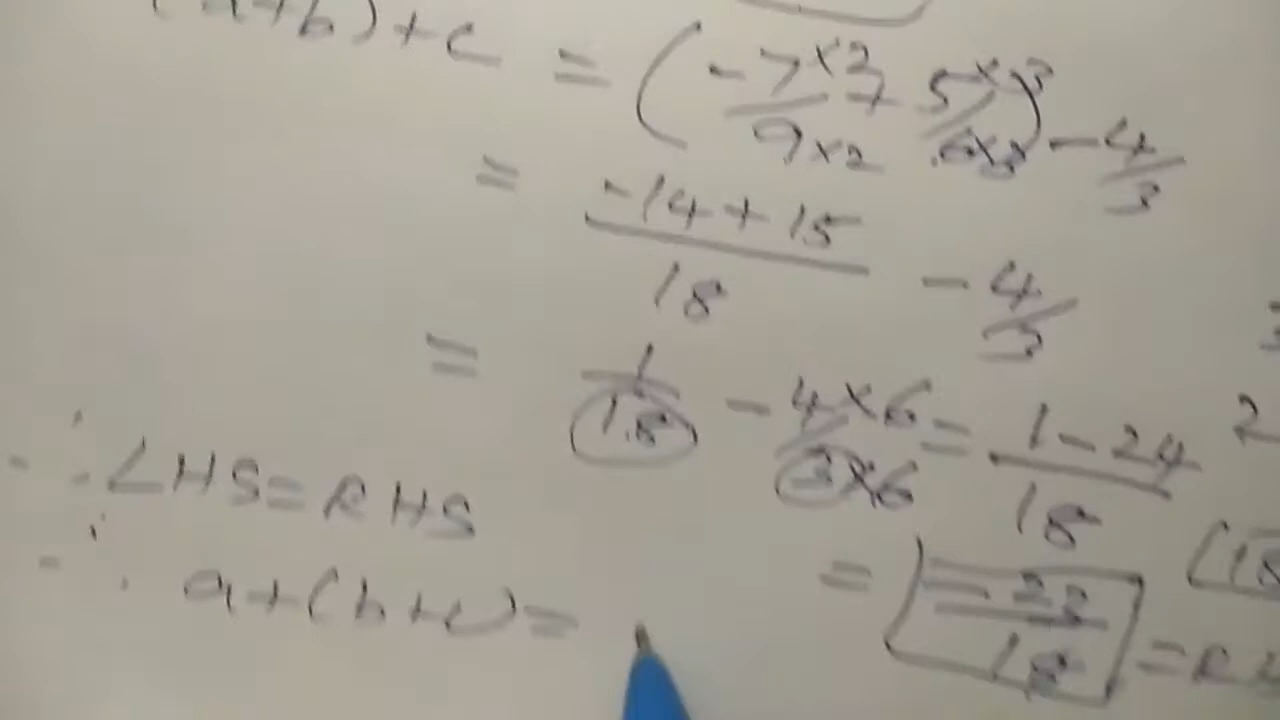 (a+b)+c = (-7×2/9×2 + 5×3/6×3) - 4/3
= -14+15/18 - 4/3
= 1/18 - 4×6/3×6 = 1-24/18
∴ LHS=RHS
= -23/18 = R
∴ a+(b+c)=